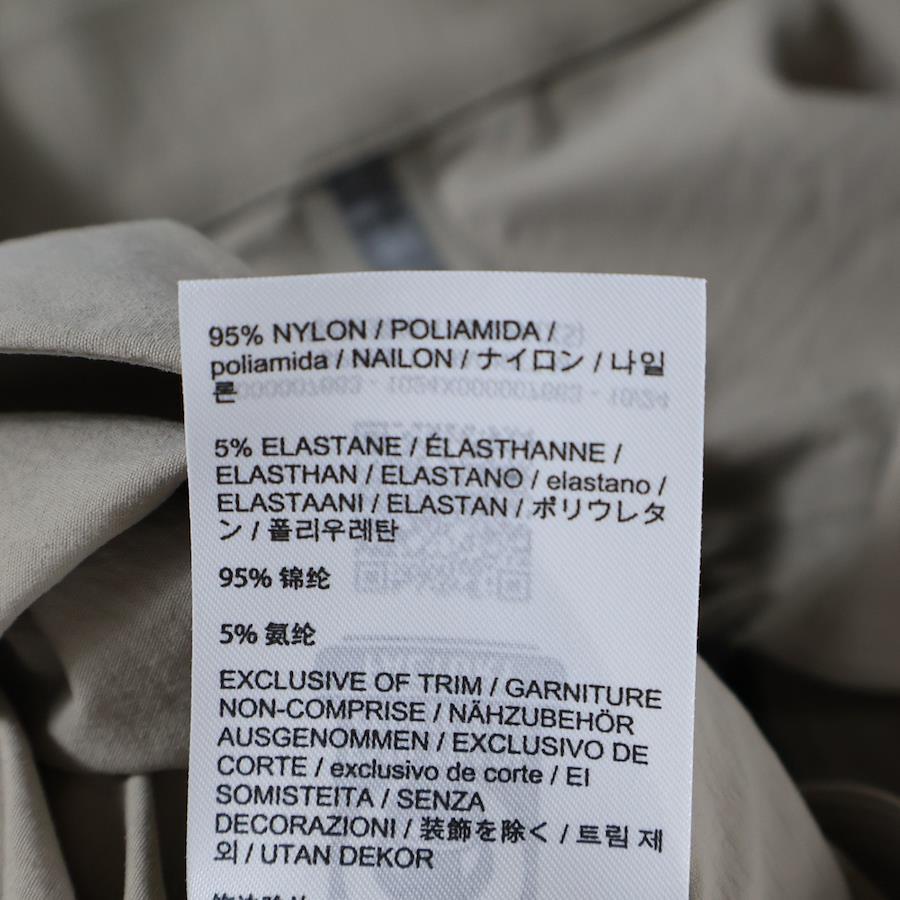 95% NYLON / POLIAMIDA /
poliamida / NAILON / ナイロン / 나일
론
5% ELASTANE / ÉLASTHANNE /
ELASTHAN / ELASTANO / elastano /
ELASTAANI / ELASTAN / ポリウレタ
ン / 폴리우레탄
95% 锦纶
5% 氨纶
EXCLUSIVE OF TRIM / GARNITURE
NON-COMPRISE / NÄHZUBEHÖR
AUSGENOMMEN / EXCLUSIVO DE
CORTE / exclusivo de corte / EI
SOMISTEITA / SENZA
DECORAZIONI / 装飾を除く / 트림 제
외 / UTAN DEKOR